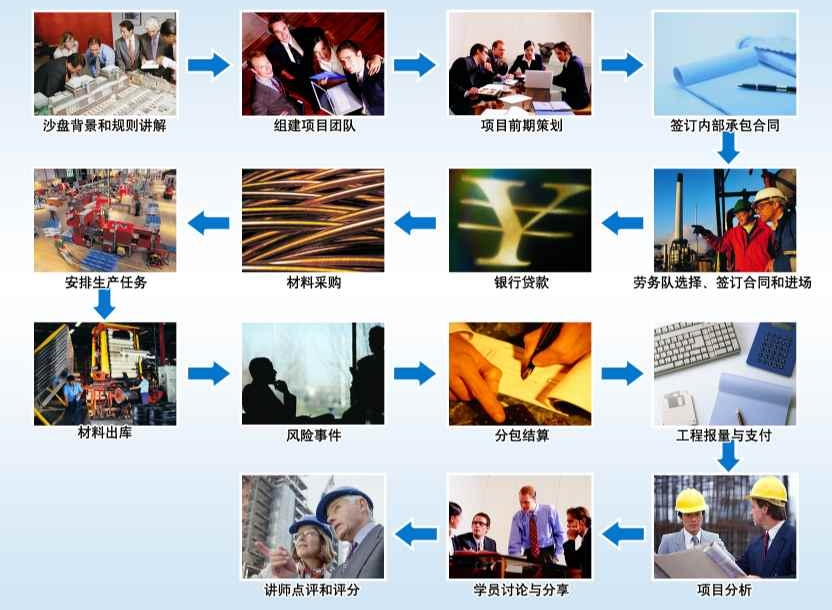 沙盘背景和规则讲解
组建项目团队
项目前期策划
签订内部承包合同
劳务队选择、签订合同和进场
银行贷款
材料采购
安排生产任务
材料出库
风险事件
分包结算
工程报量与支付
项目分析
学员讨论与分享
讲师点评和评分